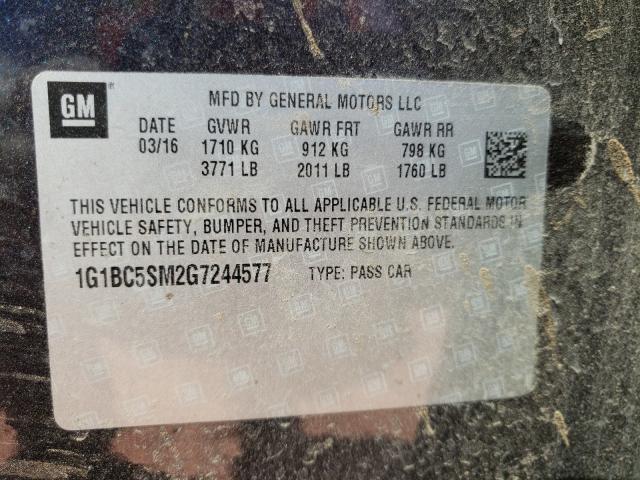 GM
MFD BY GENERAL MOTORS LLC
DATE GVWR GAWR FRT GAWR RR
03/16 1710 KG 912 KG 798 KG
3771 LB 2011 LB 1760 LB
THIS VEHICLE CONFORMS TO ALL APPLICABLE U.S. FEDERAL MOTOR
VEHICLE SAFETY, BUMPER, AND THEFT PREVENTION STANDARDS IN
EFFECT ON THE DATE OF MANUFACTURE SHOWN ABOVE.
1G1BC5SM2G7244577 TYPE: PASS CAR